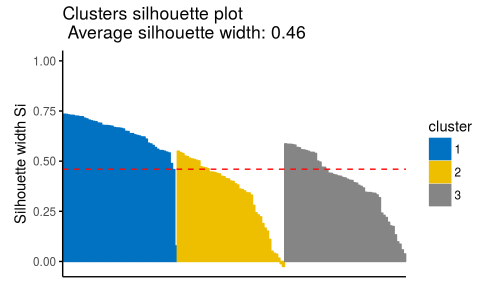 Clusters silhouette plot
Average silhouette width: 0.46
1.00
0.75
0.50
0.25
0.00
Silhouette width Si
cluster
1
2
3